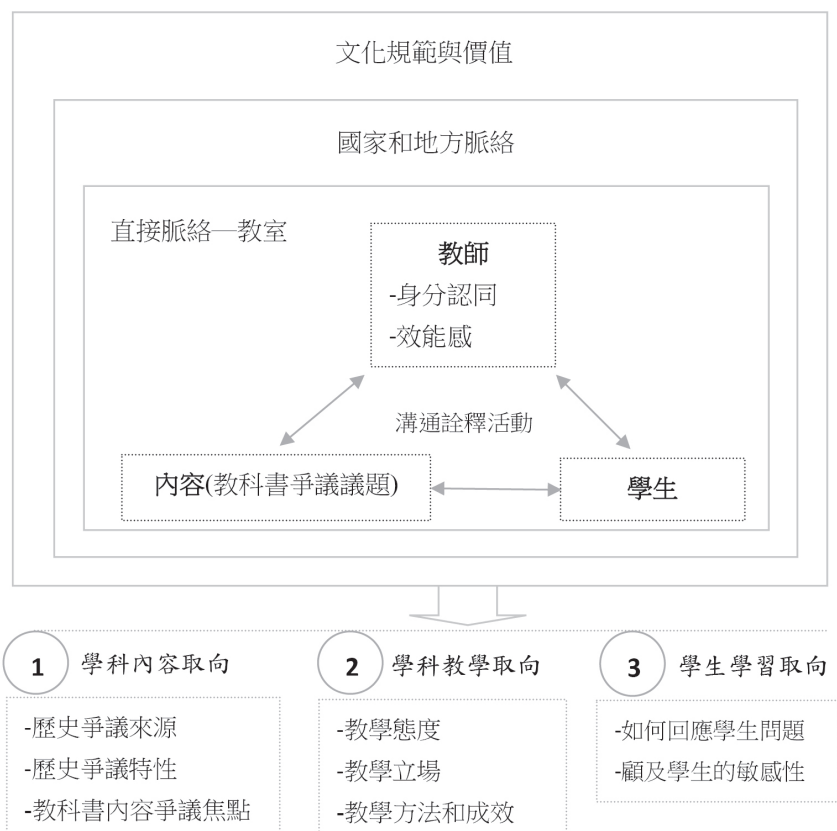 文化規範與價值
國家和地方脈絡
直接脈絡─教室
教師
-身分認同
-效能感
溝通詮釋活動
內容(教科書爭議議題)
學生
1 學科內容取向
-歷史爭議來源
-歷史爭議特性
-教科書內容爭議焦點
2 學科教學取向
-教學態度
-教學立場
-教學方法和成效
3 學生學習取向
-如何回應學生問題
-顧及學生的敏感性